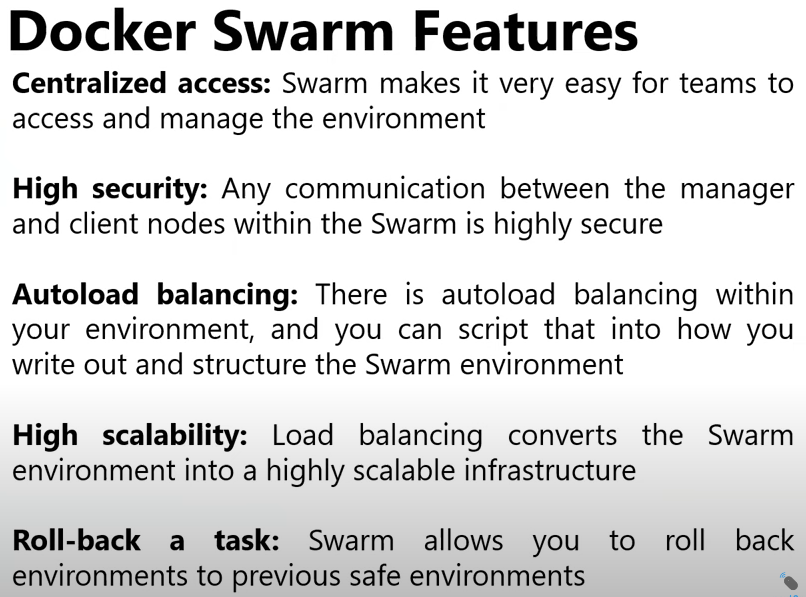 Docker Swarm Features
Centralized access: Swarm makes it very easy for teams to
access and manage the environment
High security: Any communication between the manager
and client nodes within the Swarm is highly secure
Autoload balancing: There is autoload balancing within
your environment, and you can script that into how you
write out and structure the Swarm environment
High scalability: Load balancing converts the Swarm
environment into a highly scalable infrastructure
Roll-back a task: Swarm allows you to roll back
environments to previous safe environments